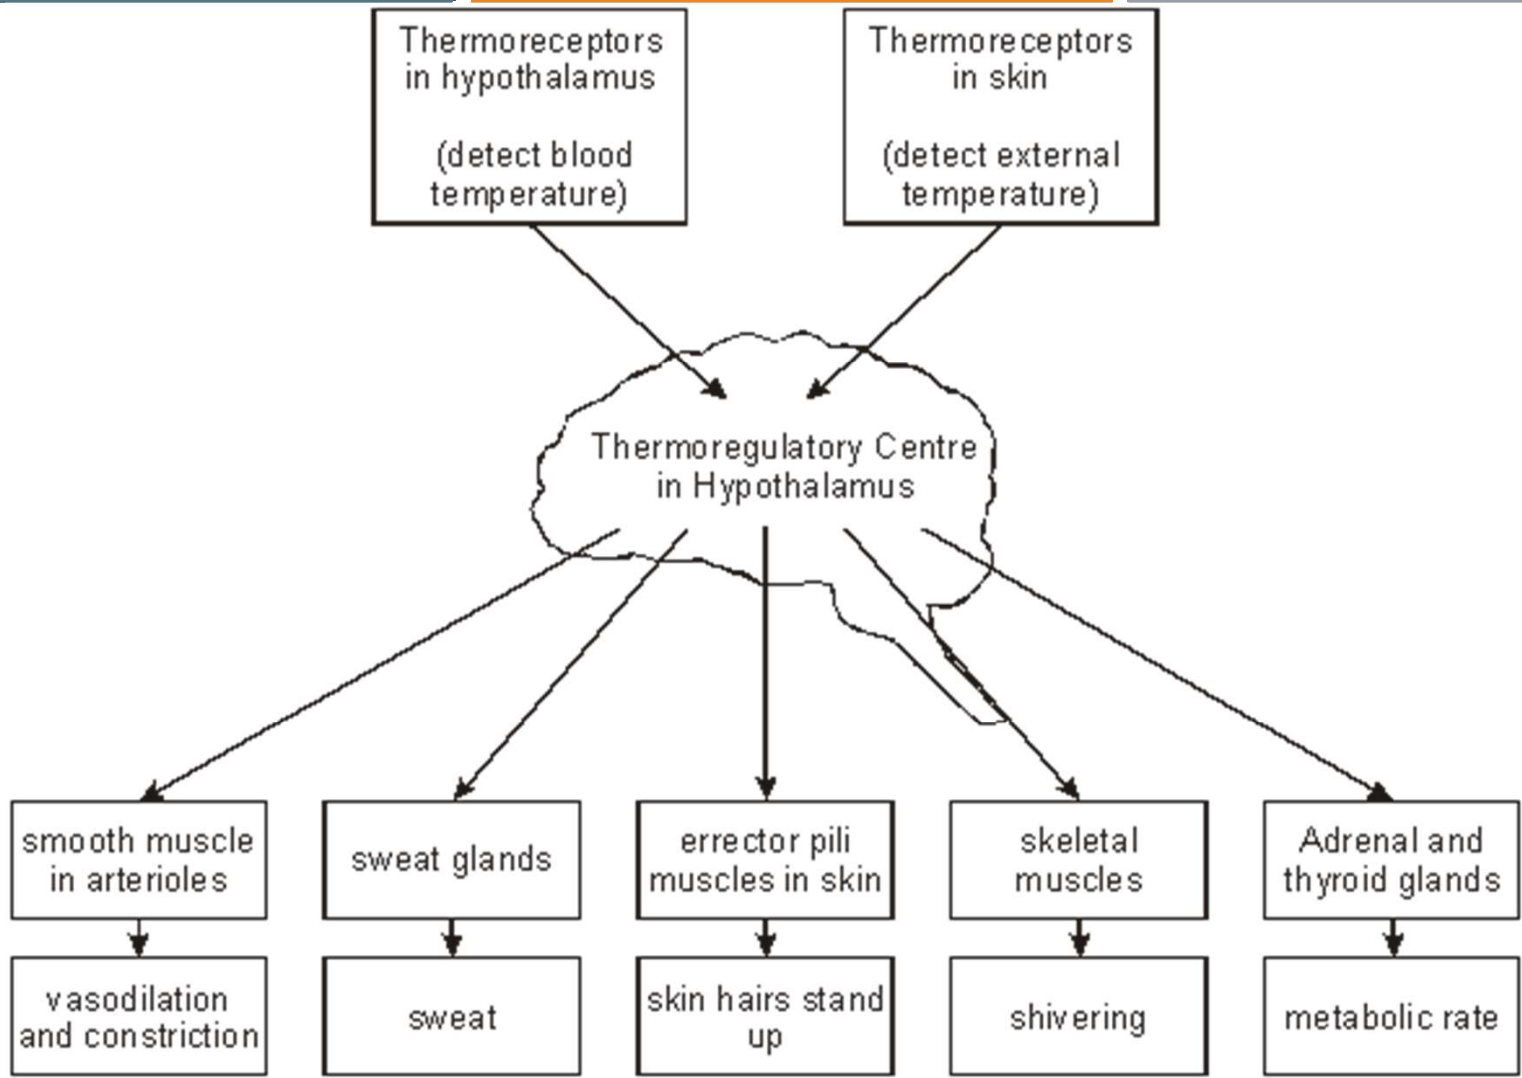 Thermoreceptors
in hypothalamus
(detect blood
temperature)
Thermoreceptors
in skin
(detect external
temperature)
Thermoregulatory Centre
in Hypothalamus
smooth muscle
in arterioles
sweat glands
errector pili
muscles in skin
skeletal
muscles
Adrenal and
thyroid glands
vasodilation
and constriction
sweat
skin hairs stand
up
shivering
metabolic rate